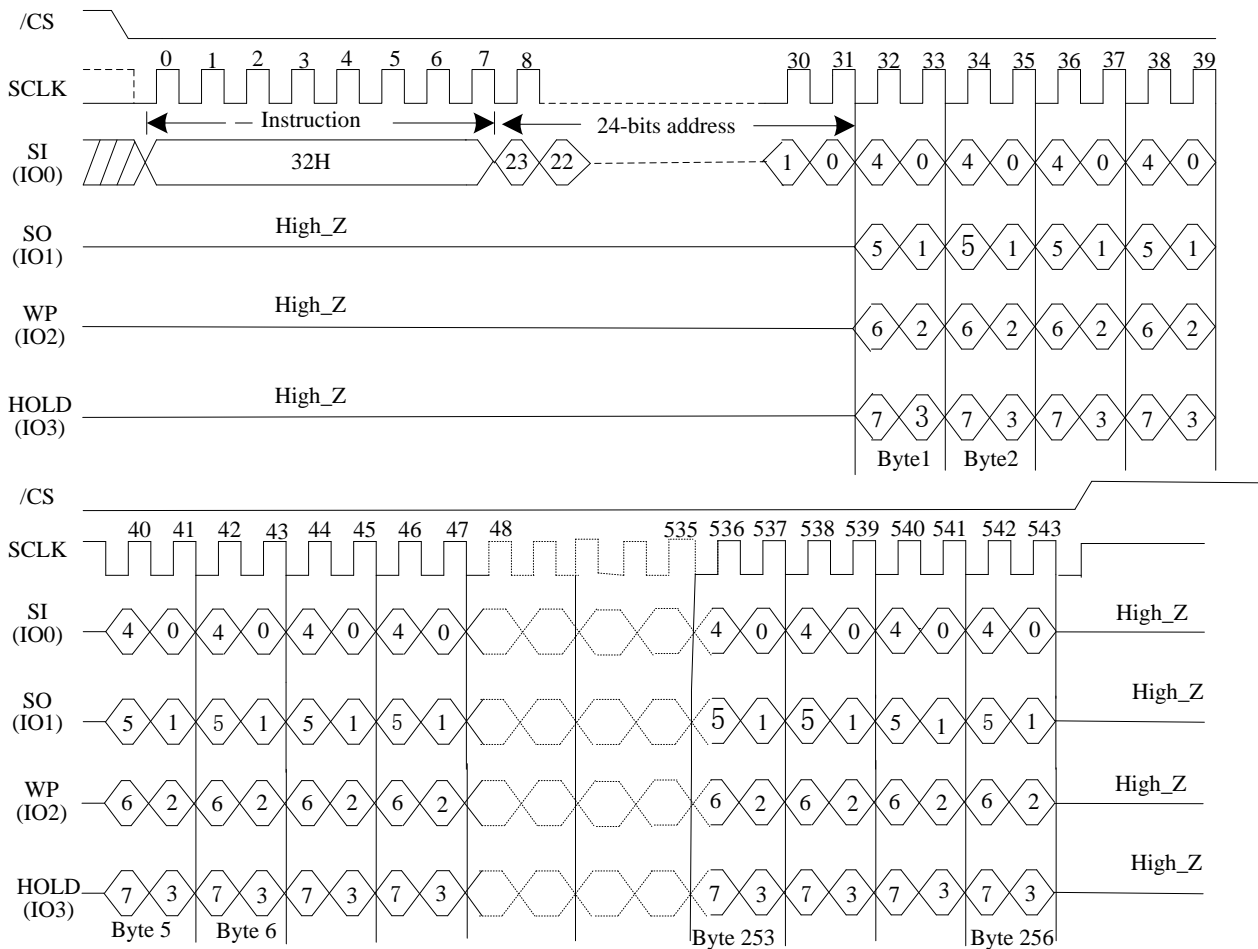 /CS
0 1 2 3 4 5 6 7 8 30 31 32 33 34 35 36 37 38 39
SCLK
Instruction 24-bits address
SI
(IO0)
32H 23 22 1 0 4 0 4 0 4 0 4 0
High_Z
SO
(IO1)
5 1 5 1 5 1 5 1
High_Z
WP
(IO2)
6 2 6 2 6 2 6 2
High_Z
HOLD
(IO3)
7 3 7 3 7 3 7 3
Byte1 Byte2
/CS
40 41 42 43 44 45 46 47 48 535 536 537 538 539 540 541 542 543
SCLK
SI
(IO0)
4 0 4 0 4 0 4 0 4 0 4 0 4 0 4 0
High_Z
SO
(IO1)
5 1 5 1 5 1 5 1 5 1 5 1 5 1 5 1
High_Z
WP
(IO2)
6 2 6 2 6 2 6 2 6 2 6 2 6 2 6 2
High_Z
HOLD
(IO3)
7 3 7 3 7 3 7 3 7 3 7 3 7 3 7 3
High_Z
Byte 5 Byte 6 Byte 253 Byte 256